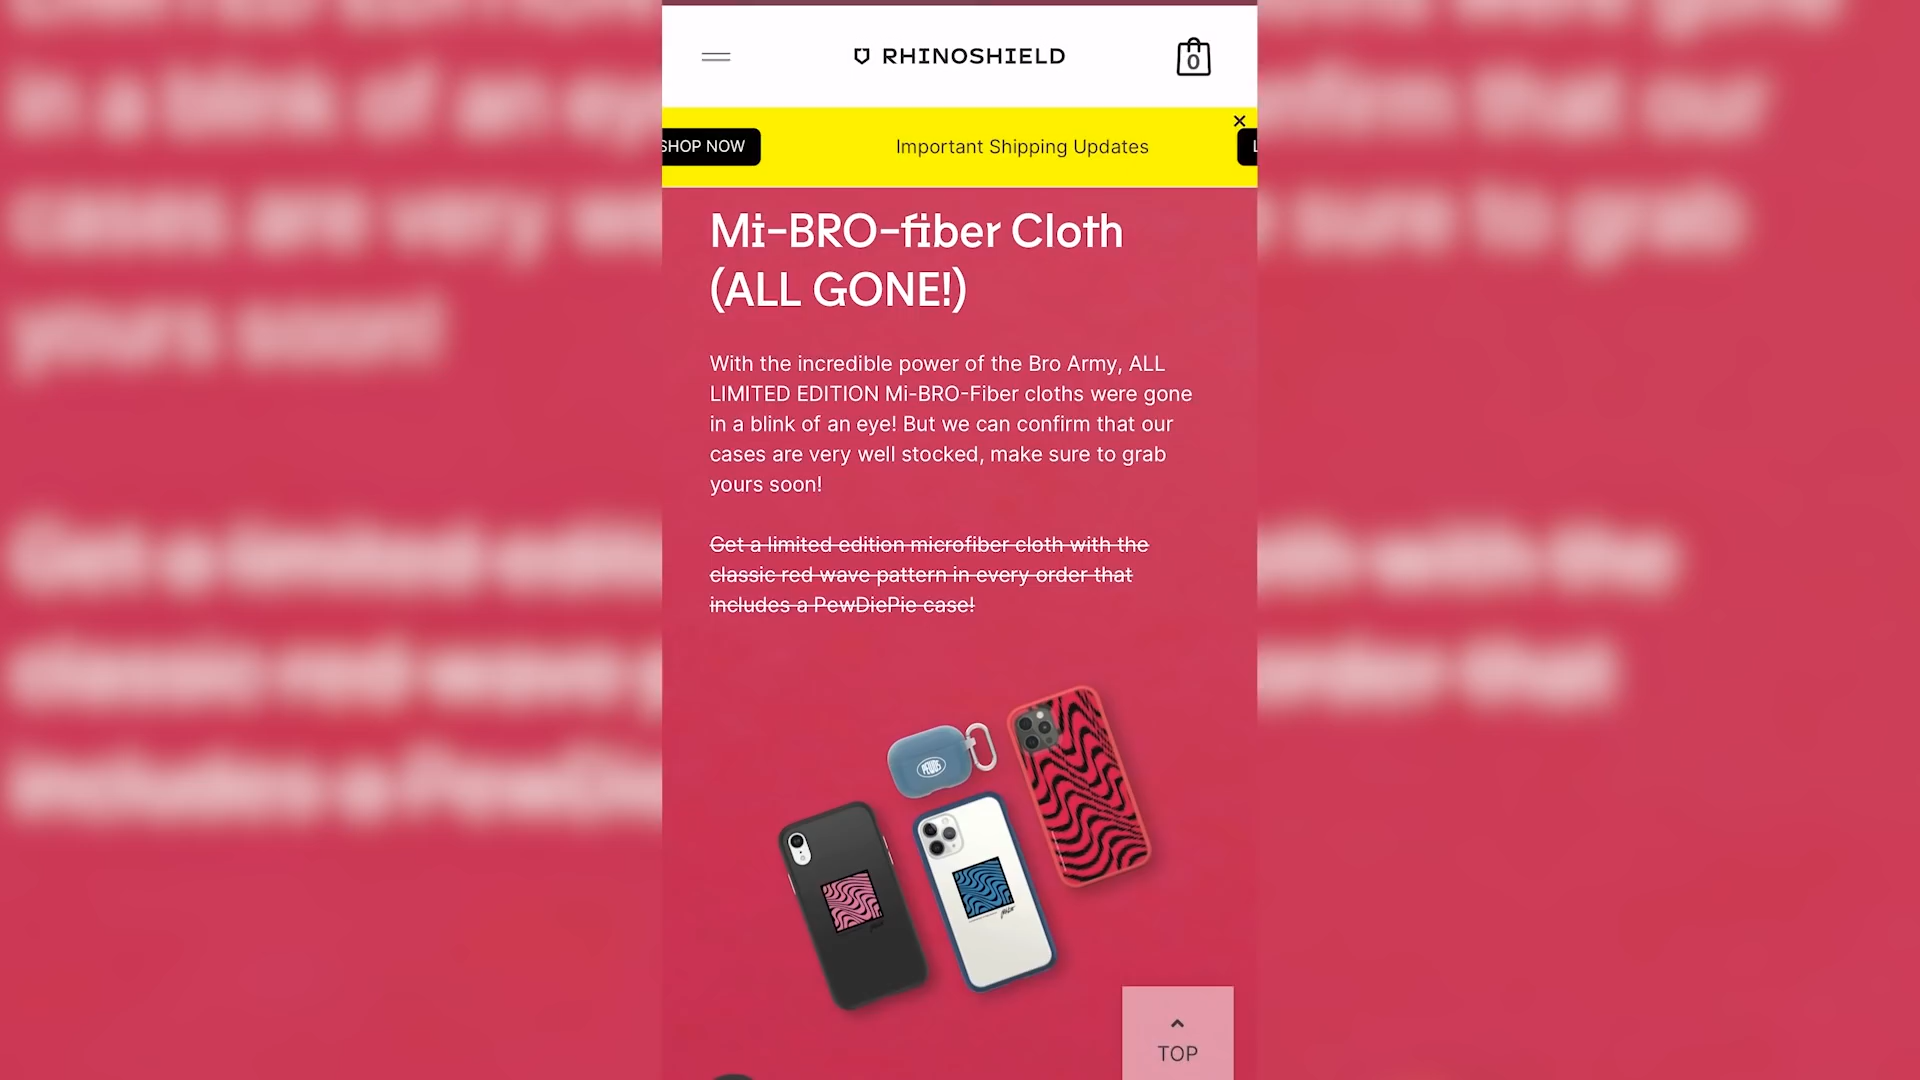 RHINOSHIELD
0
SHOP NOW
Important Shipping Updates
Mi-BRO-fiber Cloth
(ALL GONE!)
With the incredible power of the Bro Army, ALL
LIMITED EDITION Mi-BRO-Fiber cloths were gone
in a blink of an eye! But we can confirm that our
cases are very well stocked, make sure to grab
yours soon!
Get a limited edition microfiber cloth with the
classic red wave pattern in every order that
includes a PewDiePie case!
PEWDS
TOP